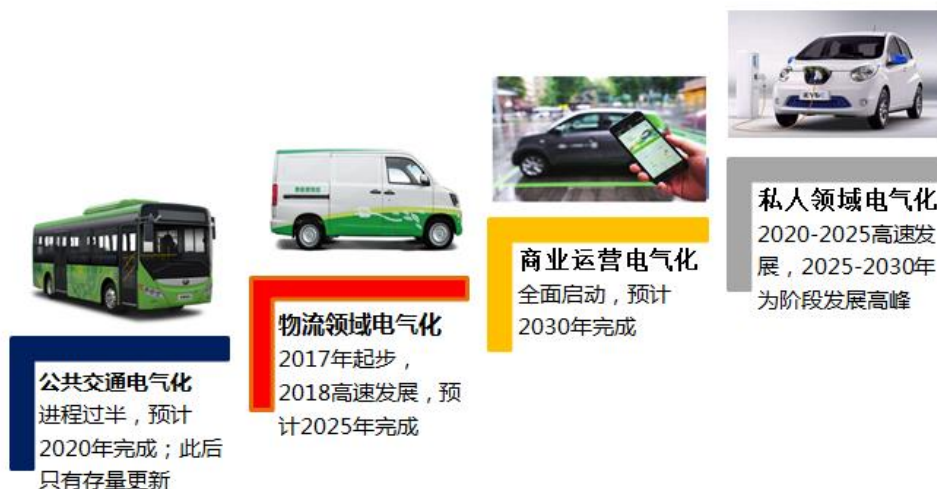 公共交通电气化
进程过半，预计
2020年完成；此后
只有存量更新
物流领域电气化
2017年起步，
2018高速发展，预
计2025年完成
商业运营电气化
全面启动，预计
2030年完成
私人领域电气化
2020-2025高速发
展，2025-2030年
为阶段发展高峰